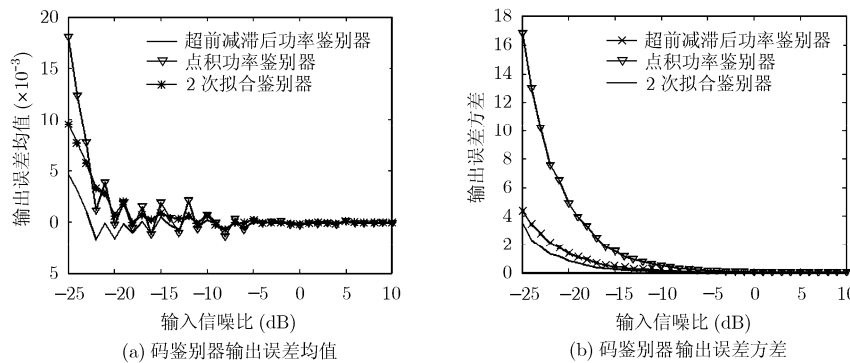 20
15
10
5
0
5
输出误差均值 (×10⁻³)
超前减滞后功率鉴别器
点积功率鉴别器
2 次拟合鉴别器
−25 −20 −15 −10 −5 0 5 10
输入信噪比 (dB)
(a) 码鉴别器输出误差均值
18
16
14
12
10
8
6
4
2
0
输出误差方差
超前减滞后功率鉴别器
点积功率鉴别器
2 次拟合鉴别器
−25 −20 −15 −10 −5 0 5 10
输入信噪比 (dB)
(b) 码鉴别器输出误差方差